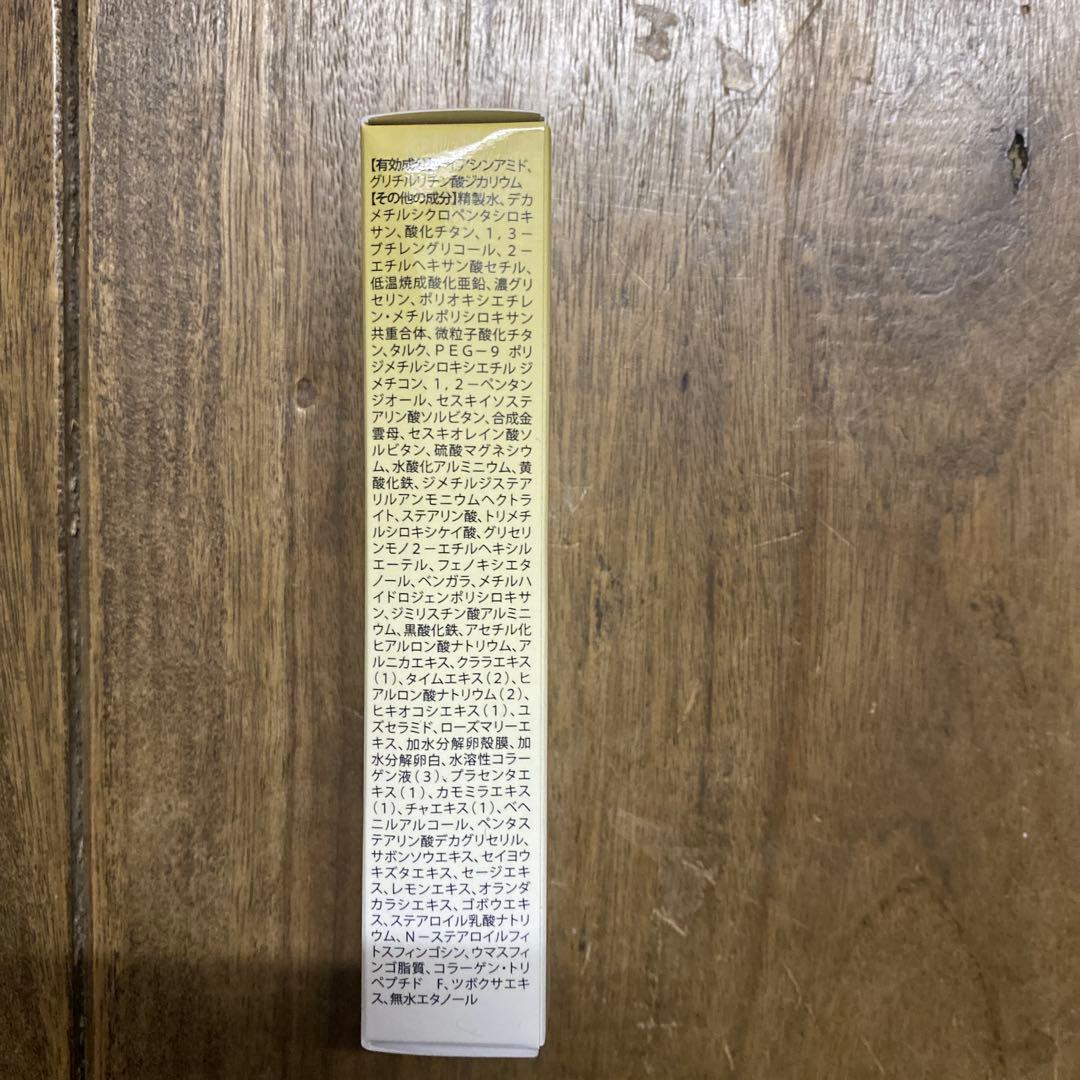 【有効成分】ナイアシンアミド、
グリチルリチン酸ジカリウム
【その他の成分】精製水、デカ
メチルシクロペンタシロキ
サン、酸化チタン、1,3－
ブチレングリコール、2－
エチルヘキサン酸セチル、
低温焼成酸化亜鉛、濃グリ
セリン、ポリオキシエチレ
ン・メチルポリシロキサン
共重合体、微粒子酸化チタ
ン、タルク、PEG－9 ポリ
ジメチルシロキシエチル ジ
メチコン、1,2－ペンタン
ジオール、セスキイソステ
アリン酸ソルビタン、合成金
雲母、セスキオレイン酸ソ
ルビタン、硫酸マグネシウ
ム、水酸化アルミニウム、黄
酸化鉄、ジメチルジステア
リルアンモニウムヘクトラ
イト、ステアリン酸、トリメチ
ルシロキシケイ酸、グリセリ
ンモノ2－エチルヘキシル
エーテル、フェノキシエタ
ノール、ベンガラ、メチルハ
イドロジェンポリシロキサ
ン、ジミリスチン酸アルミニ
ウム、黒酸化鉄、アセチル化
ヒアルロン酸ナトリウム、ア
ルニカエキス、クララエキス
(1)、タイムエキス(2)、ヒ
アルロン酸ナトリウム(2)、
ヒキオコシエキス(1)、ユ
ズセラミド、ローズマリーエ
キス、加水分解卵殻膜、加
水分解卵白、水溶性コラー
ゲン液(3)、プラセンタエ
キス(1)、カモミラエキス
(1)、チャエキス(1)、ベヘ
ニルアルコール、ペンタス
テアリン酸デカグリセリル、
サボンソウエキス、セイヨウ
キズタエキス、セージエキ
ス、レモンエキス、オランダ
カラシエキス、ゴボウエキ
ス、ステアロイル乳酸ナトリ
ウム、N－ステアロイルフィ
トスフィンゴシン、ウマスフィ
ンゴ脂質、コラーゲン・トリ
ペプチド F、ツボクサエキ
ス、無水エタノール